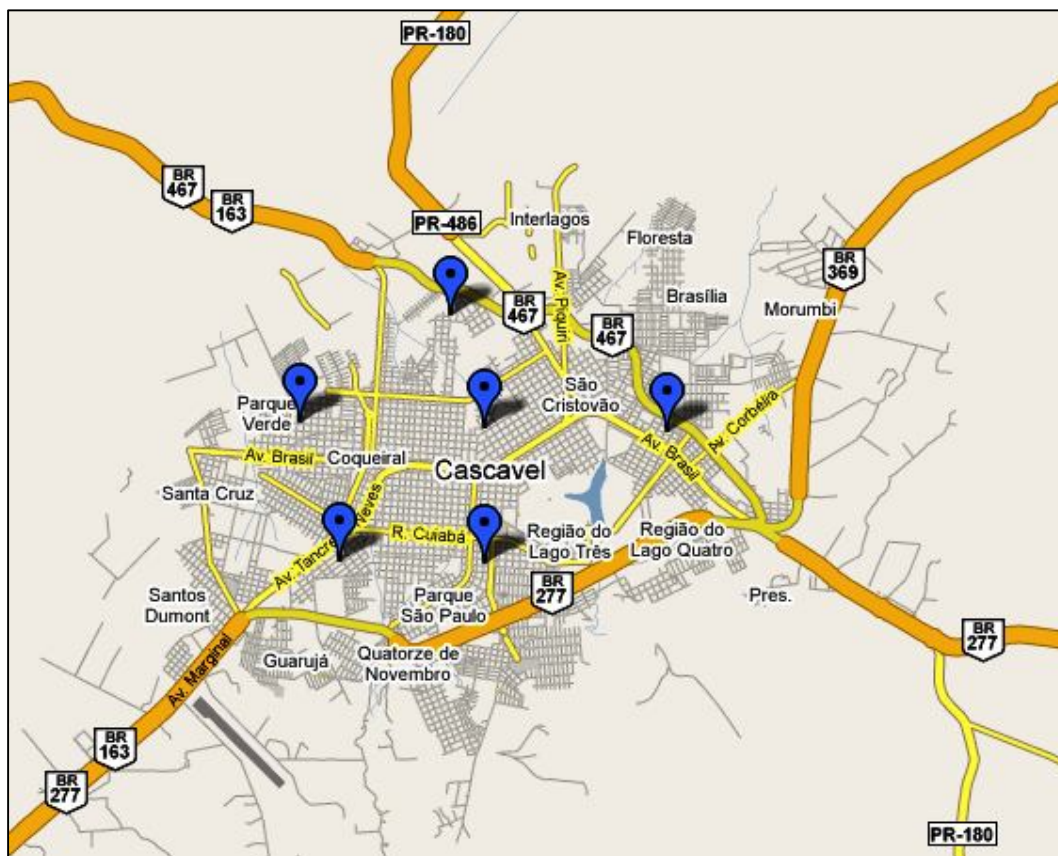 PR-180
BR
467
BR
163
PR-486
Interlagos
Floresta
BR
369
Av. Piquiri
BR
467
BR
467
Brasília
Morumbi
São
Cristovão
Parque
Verde
Av. Corbélia
Av. Brasil
Av. Brasil
Coqueiral
Cascavel
Santa Cruz
R. Cuiabá
Região do
Lago Três
Região do
Lago Quatro
Av. Tancre
Neves
Santos
Dumont
Parque
São Paulo
BR
277
Pres.
Guarujá
Quatorze de
Novembro
BR
277
Av. Marginal
BR
163
BR
277
PR-180